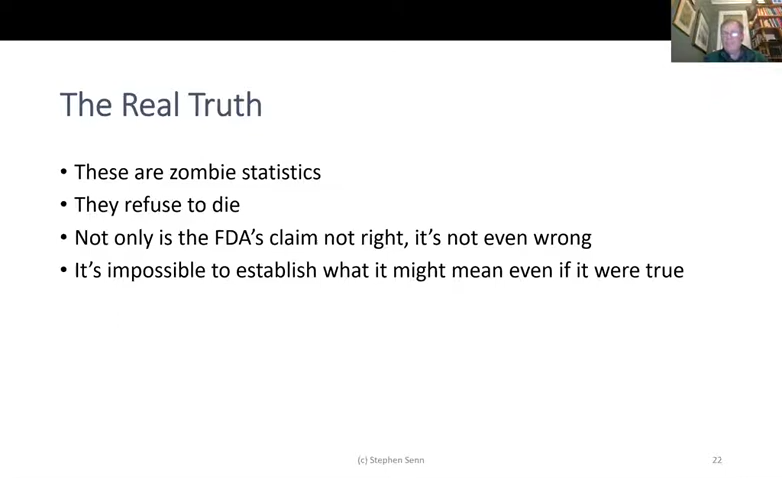 The Real Truth
• These are zombie statistics
• They refuse to die
• Not only is the FDA’s claim not right, it’s not even wrong
• It’s impossible to establish what it might mean even if it were true
(c) Stephen Senn
22